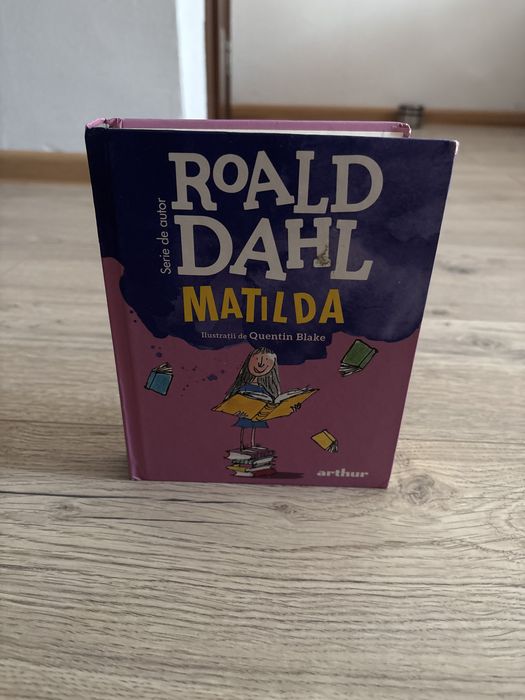 Serie de autor
ROALD
DAHL
MATILDA
Ilustrații de Quentin Blake
arthur